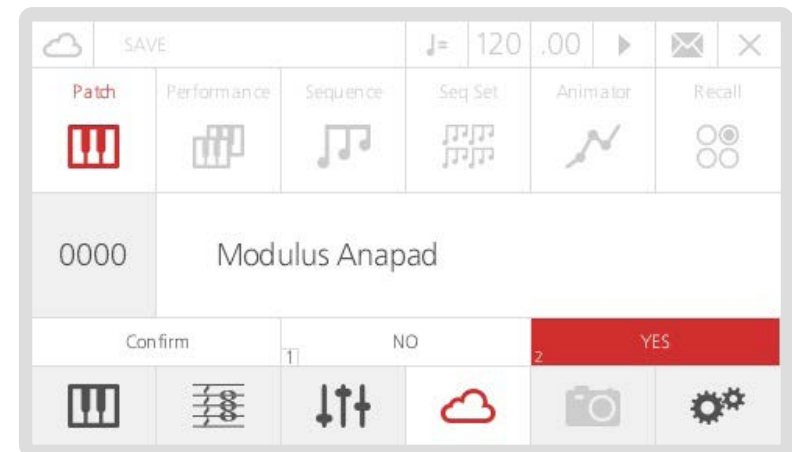 SAVE ♩= 120 .00
Patch Performance Sequence Seq Set Animator Recall
0000 Modulus Anapad
Confirm 1 NO 2 YES